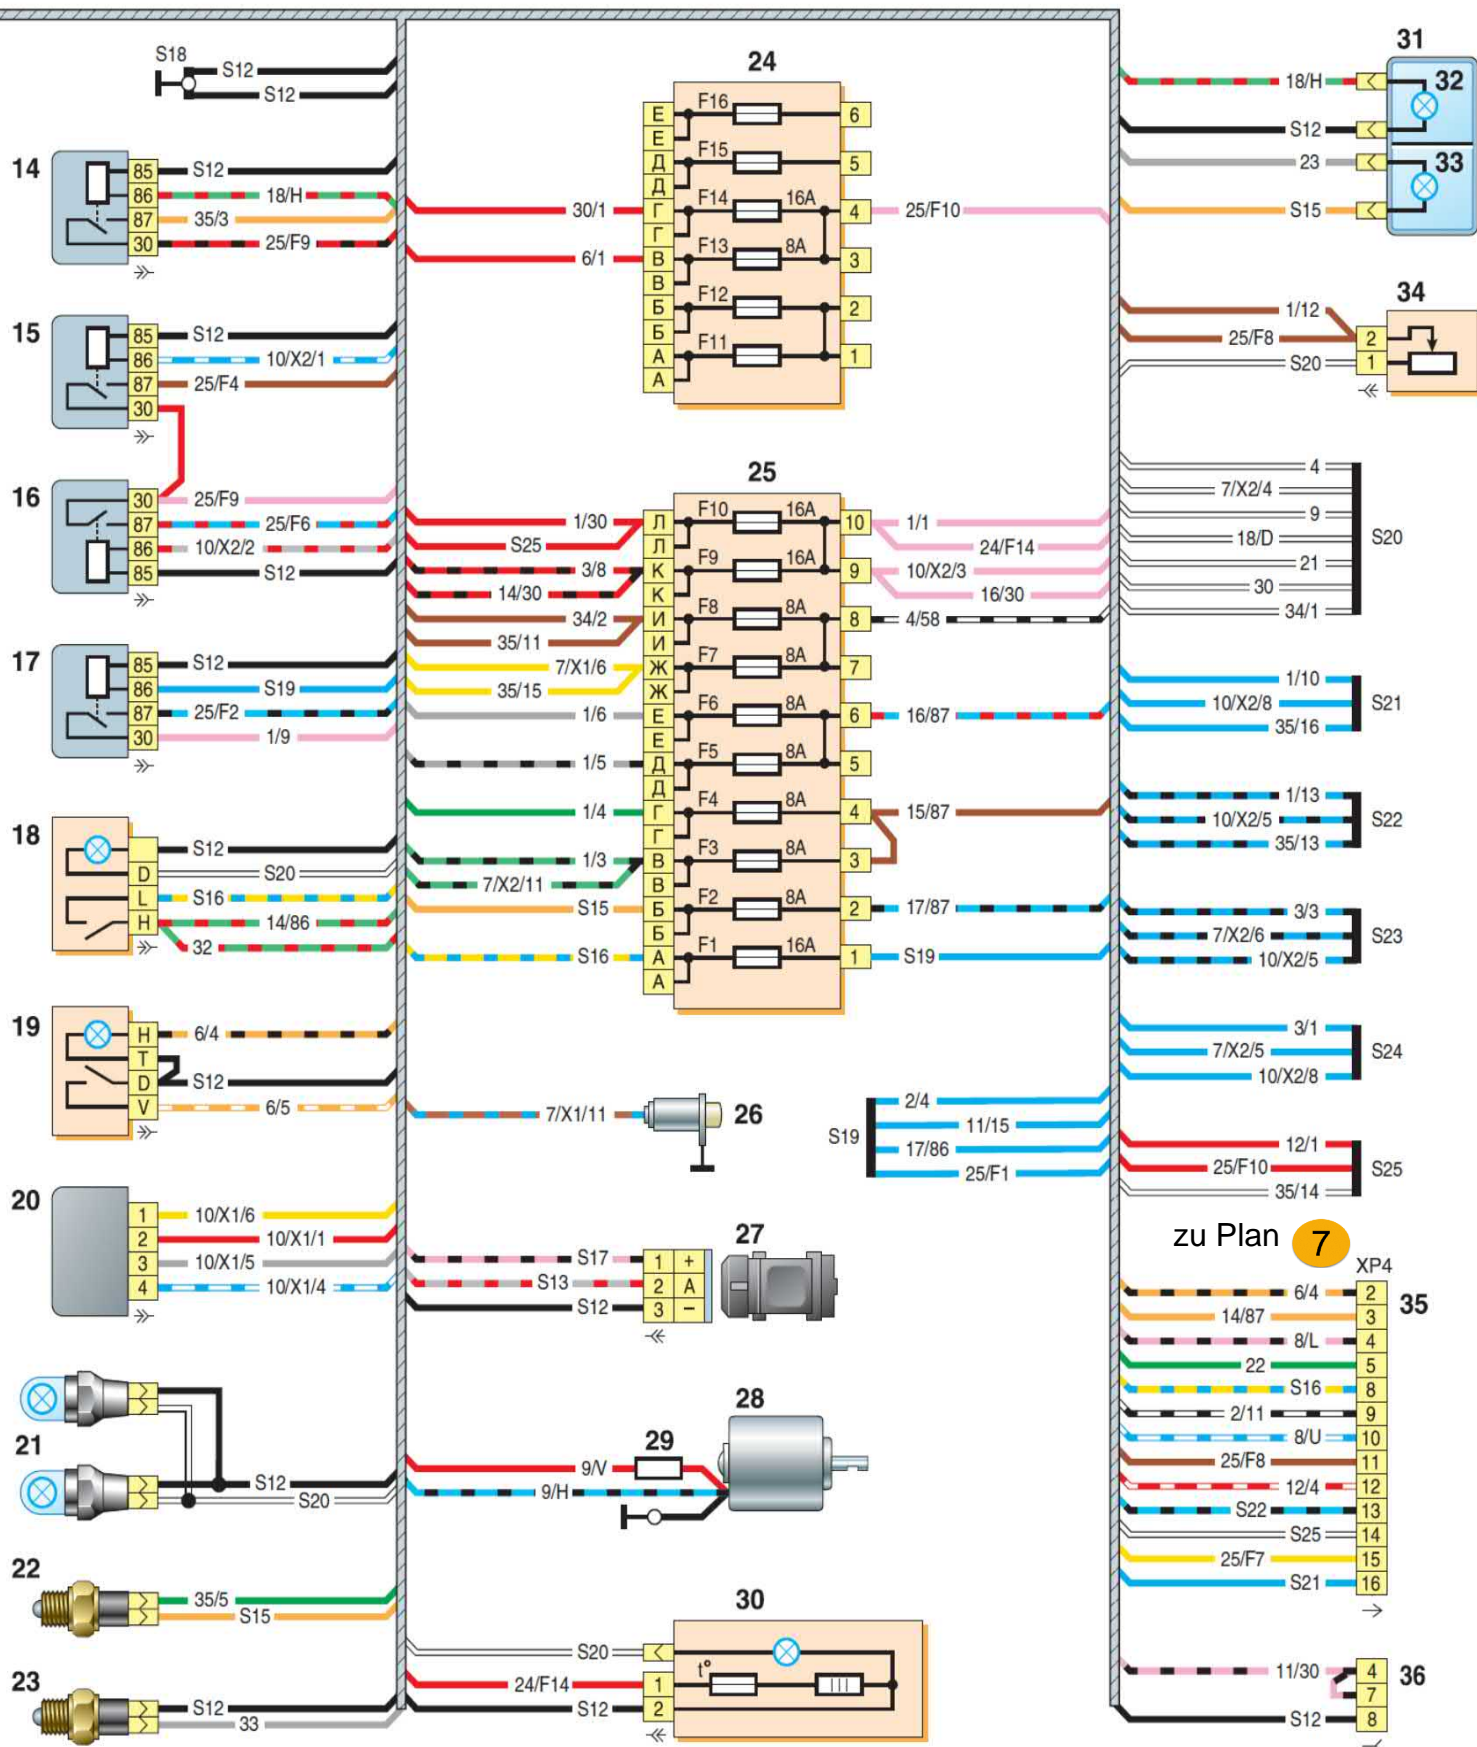 S18
S12
S12
14
85 S12
86 18/H
87 35/3
30 25/F9
15
85 S12
86 10/X2/1
87 25/F4
30
16
30 25/F9
87 25/F6
86 10/X2/2
85 S12
17
85 S12
86 S19
87 25/F2
30 1/9
18
S12
D S20
L S16
H 14/86
32
19
H 6/4
T
D S12
V 6/5
20
1 10/X1/6
2 10/X1/1
3 10/X1/5
4 10/X1/4
21
S12
S20
22
35/5
S15
23
S12
33
24
Е F16 6
Е
Д F15 5
Д
30/1 Г F14 16A 4 25/F10
Г
6/1 В F13 8A 3
В
Б F12 2
Б
А F11 1
А
25
1/30 Л F10 16A 10 1/1
S25 Л 24/F14
3/8 К F9 16A 9 10/X2/3
14/30 К 16/30
34/2 И F8 8A 8 4/58
35/11 И
7/X1/6 Ж F7 8A 7
35/15 Ж
1/6 Е F6 8A 6 16/87
Е
1/5 Д F5 8A 5
Д
1/4 Г F4 8A 4 15/87
Г
1/3 В F3 8A 3
7/X2/11 В
S15 Б F2 8A 2 17/87
Б
S16 А F1 16A 1 S19
А
7/X1/11 26
S19
2/4
11/15
17/86
25/F1
27
S17 1 +
S13 2 A
S12 3 –
28
29
9/V
9/H
30
S20
24/F14 1 t°
S12 2
31
18/H 32
S12
23 33
S15
34
1/12
25/F8 2
S20 1
4
7/X2/4
9
18/D
21
30
34/1
S20
1/10
10/X2/8
35/16
S21
1/13
10/X2/5
35/13
S22
3/3
7/X2/6
10/X2/5
S23
3/1
7/X2/5
10/X2/8
S24
12/1
25/F10
35/14
S25
zu Plan 7
XP4
35
6/4 2
14/87 3
8/L 4
22 5
S16 8
2/11 9
8/U 10
25/F8 11
12/4 12
S22 13
S25 14
25/F7 15
S21 16
36
11/30 4
7
S12 8